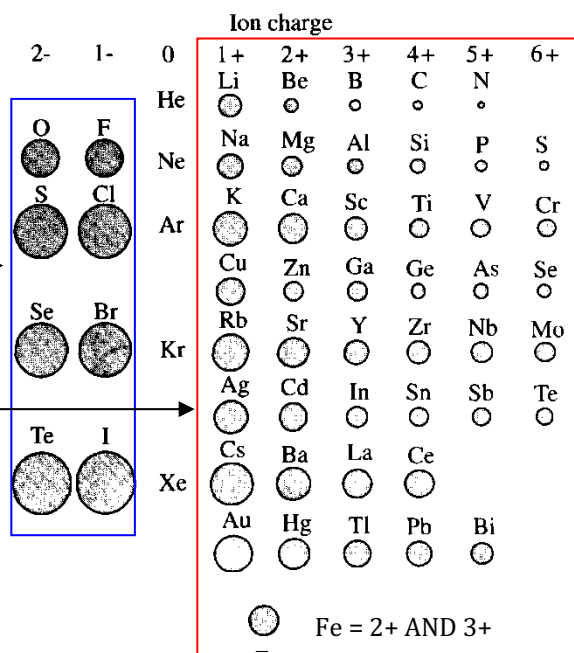 Ion charge
2- 1- 0 1+ 2+ 3+ 4+ 5+ 6+
Li Be B C N
He
O F Na Mg Al Si P S
Ne
S Cl K Ca Sc Ti V Cr
Ar
Cu Zn Ga Ge As Se
Se Br Rb Sr Y Zr Nb Mo
Kr
Ag Cd In Sn Sb Te
Te I Cs Ba La Ce
Xe
Au Hg Tl Pb Bi
Fe = 2+ AND 3+